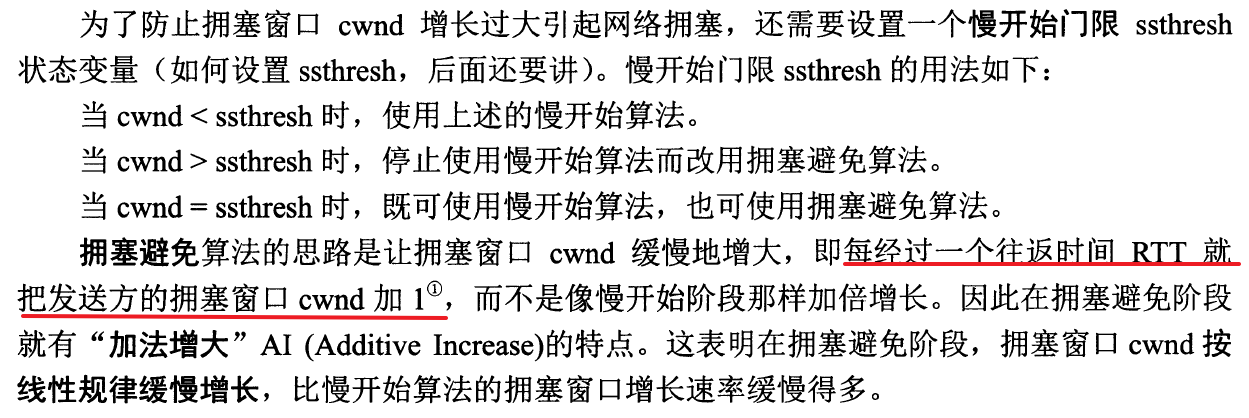 为了防止拥塞窗口 cwnd 增长过大引起网络拥塞，还需要设置一个慢开始门限 ssthresh
状态变量（如何设置 ssthresh，后面还要讲）。慢开始门限 ssthresh 的用法如下：
当 cwnd < ssthresh 时，使用上述的慢开始算法。
当 cwnd > ssthresh 时，停止使用慢开始算法而改用拥塞避免算法。
当 cwnd = ssthresh 时，既可使用慢开始算法，也可使用拥塞避免算法。
拥塞避免算法的思路是让拥塞窗口 cwnd 缓慢地增大，即每经过一个往返时间 RTT 就
把发送方的拥塞窗口 cwnd 加 1①，而不是像慢开始阶段那样加倍增长。因此在拥塞避免阶段
就有“加法增大”AI (Additive Increase)的特点。这表明在拥塞避免阶段，拥塞窗口 cwnd 按
线性规律缓慢增长，比慢开始算法的拥塞窗口增长速率缓慢得多。